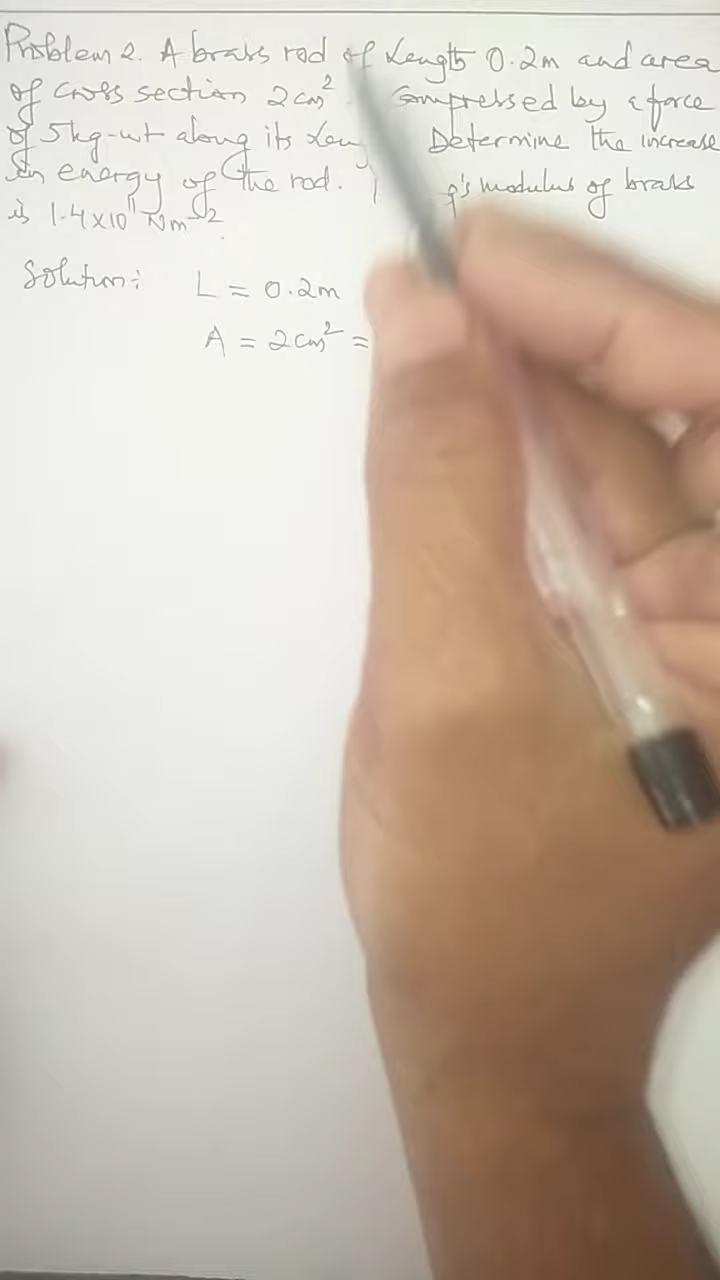 Problem 2. A brass rod of Length 0.2m and area
of cross section 2cm² Compressed by a force
of 5kg-wt along its Len Determine the increase
in energy of the rod. g's modulus of brass
is 1.4×10¹¹ Nm⁻².
Solution: L = 0.2m
A = 2cm² =